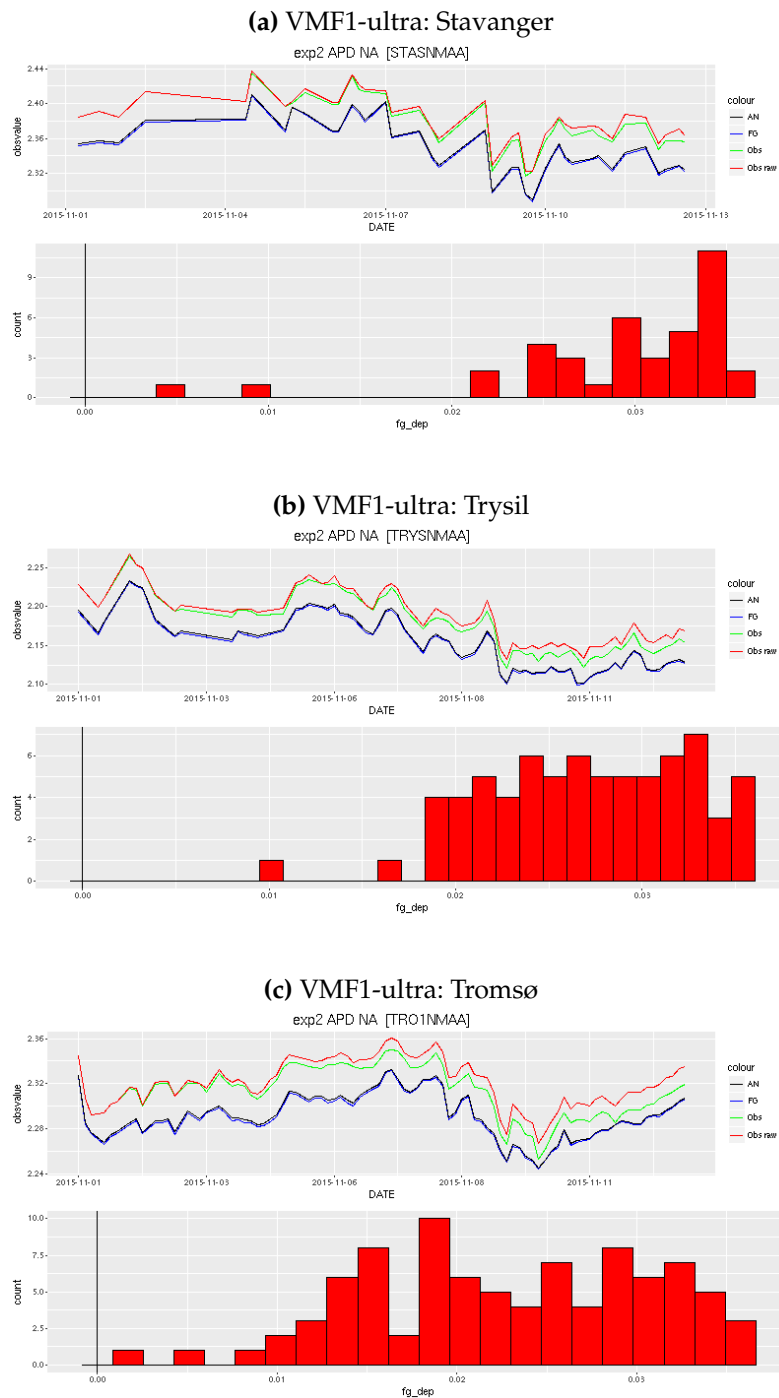 (a) VMF1-ultra: Stavanger
exp2 APD NA [STASNMAA]
2.44
2.40
2.36
2.32
obsvalue
2015-11-01
2015-11-04
2015-11-07
2015-11-10
2015-11-13
DATE
colour
AN
FG
Obs
Obs raw
9
6
3
0
count
0.00
0.01
0.02
0.03
fg_dep
(b) VMF1-ultra: Trysil
exp2 APD NA [TRYSNMAA]
2.25
2.20
2.15
2.10
obsvalue
2015-11-01
2015-11-03
2015-11-06
2015-11-08
2015-11-11
DATE
colour
AN
FG
Obs
Obs raw
6
4
2
0
count
0.00
0.01
0.02
0.03
fg_dep
(c) VMF1-ultra: Tromsø
exp2 APD NA [TRO1NMAA]
2.36
2.32
2.28
2.24
obsvalue
2015-11-01
2015-11-03
2015-11-06
2015-11-08
2015-11-11
DATE
colour
AN
FG
Obs
Obs raw
10.0
7.5
5.0
2.5
0.0
count
0.00
0.01
0.02
0.03
fg_dep